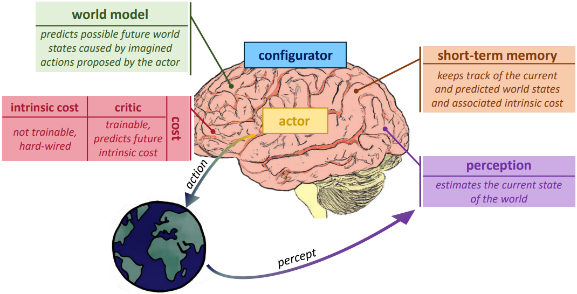 world model
predicts possible future world
states caused by imagined
actions proposed by the actor
configurator
short-term memory
keeps track of the current
and predicted world states
and associated intrinsic cost
intrinsic cost
not trainable,
hard-wired
critic
trainable,
predicts future
intrinsic cost
cost
actor
perception
estimates the current state
of the world
action
percept